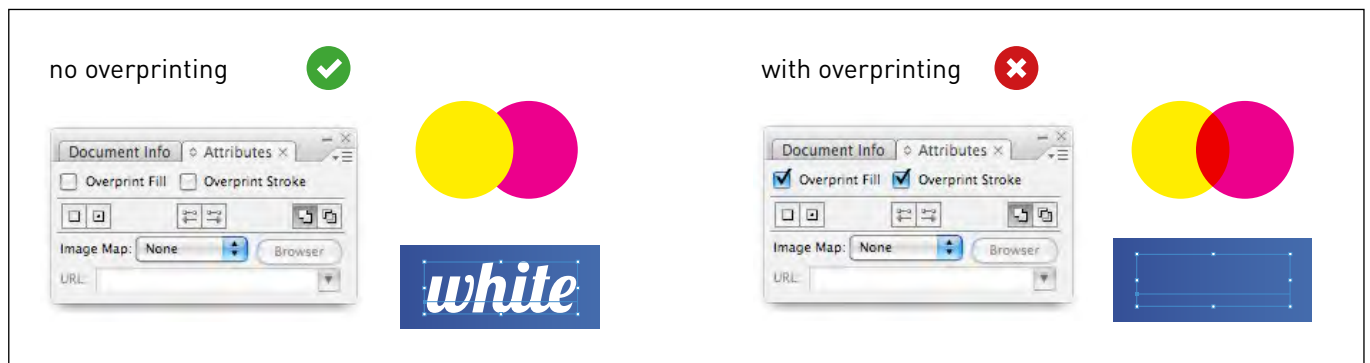 no overprinting
Document Info Attributes
Overprint Fill Overprint Stroke
Image Map: None Browser
URL:
white
with overprinting
Document Info Attributes
Overprint Fill Overprint Stroke
Image Map: None Browser
URL: